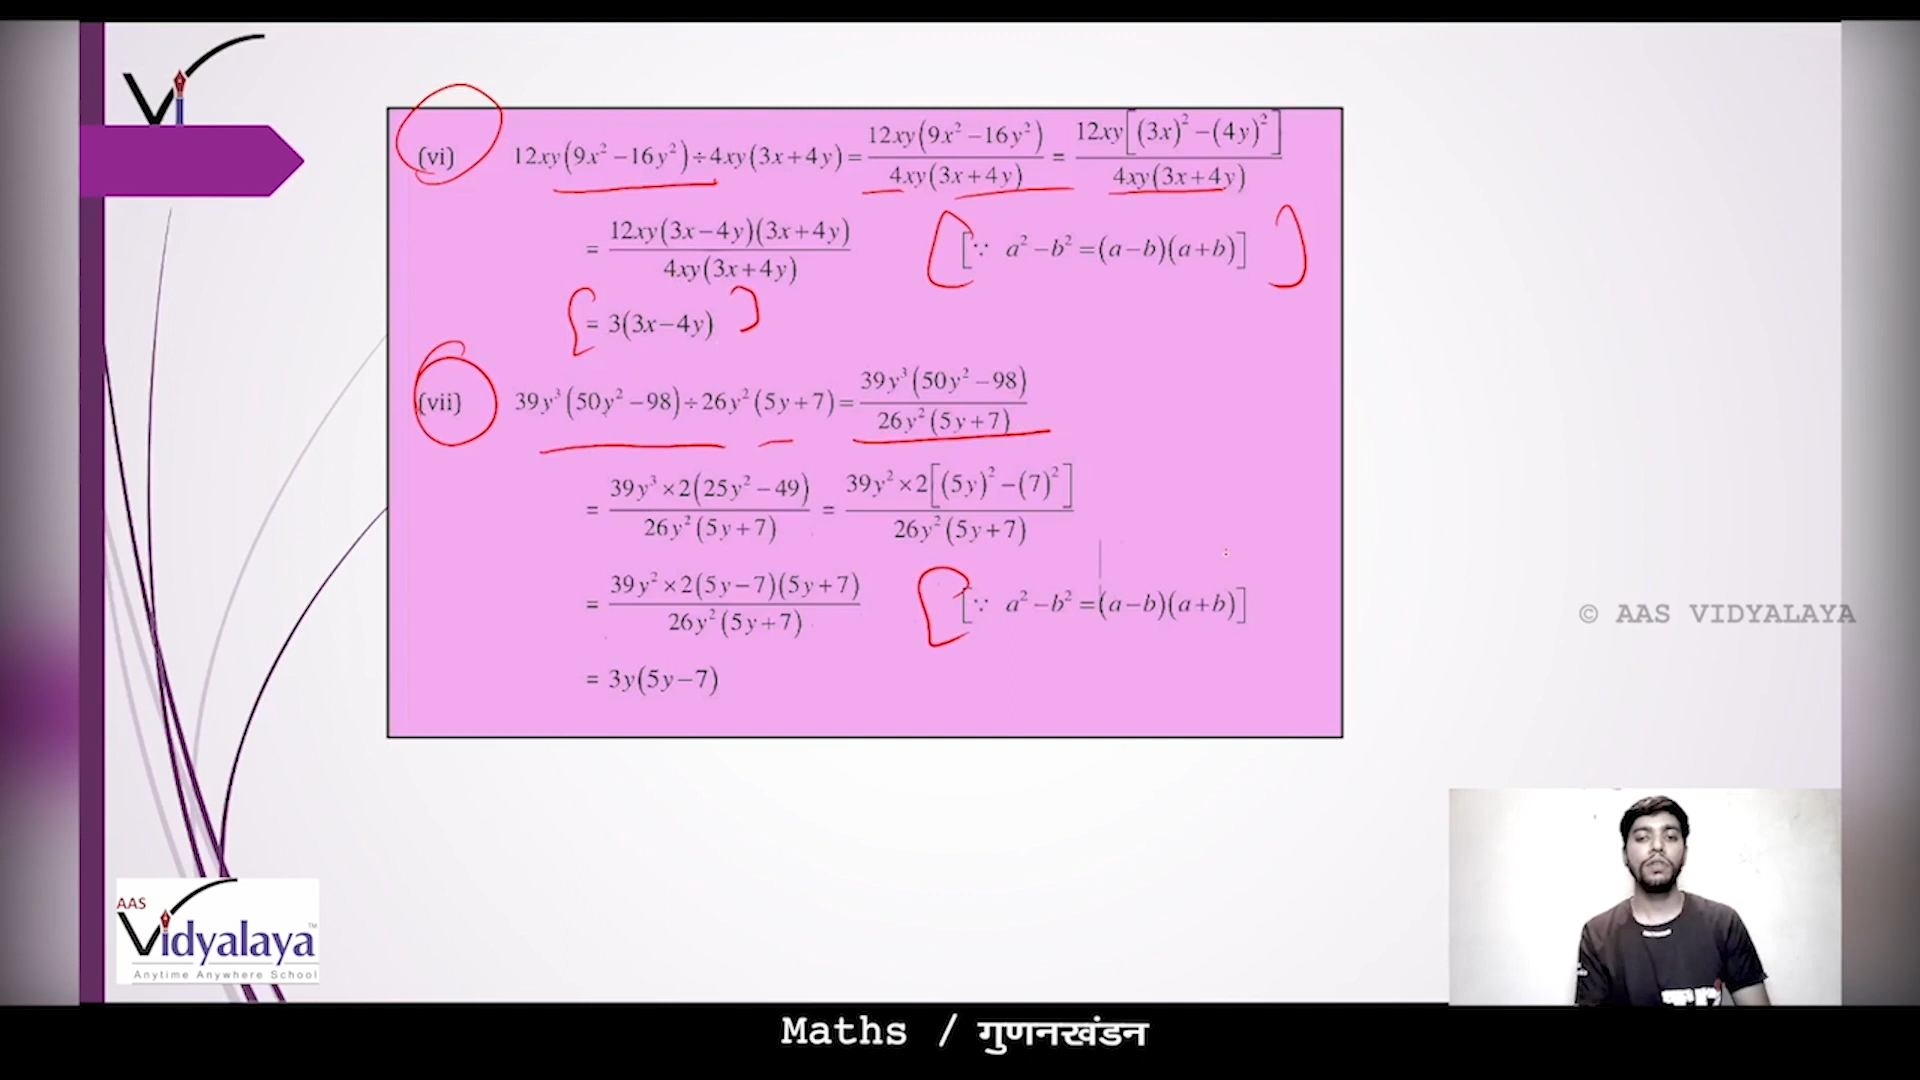 (vi) 12xy(9x² − 16y²) ÷ 4xy(3x + 4y) = 12xy(9x² − 16y²) / 4xy(3x + 4y) = 12xy[(3x)² − (4y)²] / 4xy(3x + 4y)
= 12xy(3x − 4y)(3x + 4y) / 4xy(3x + 4y) [∵ a² − b² = (a − b)(a + b)]
= 3(3x − 4y)
(vii) 39y³(50y² − 98) ÷ 26y²(5y + 7) = 39y³(50y² − 98) / 26y²(5y + 7)
= 39y³ × 2(25y² − 49) / 26y²(5y + 7) = 39y² × 2[(5y)² − (7)²] / 26y²(5y + 7)
= 39y² × 2(5y − 7)(5y + 7) / 26y²(5y + 7) [∵ a² − b² = (a − b)(a + b)]
= 3y(5y − 7)
© AAS VIDYALAYA
AAS
Vidyalaya™
Anytime Anywhere School
Maths / गुणनखंडन